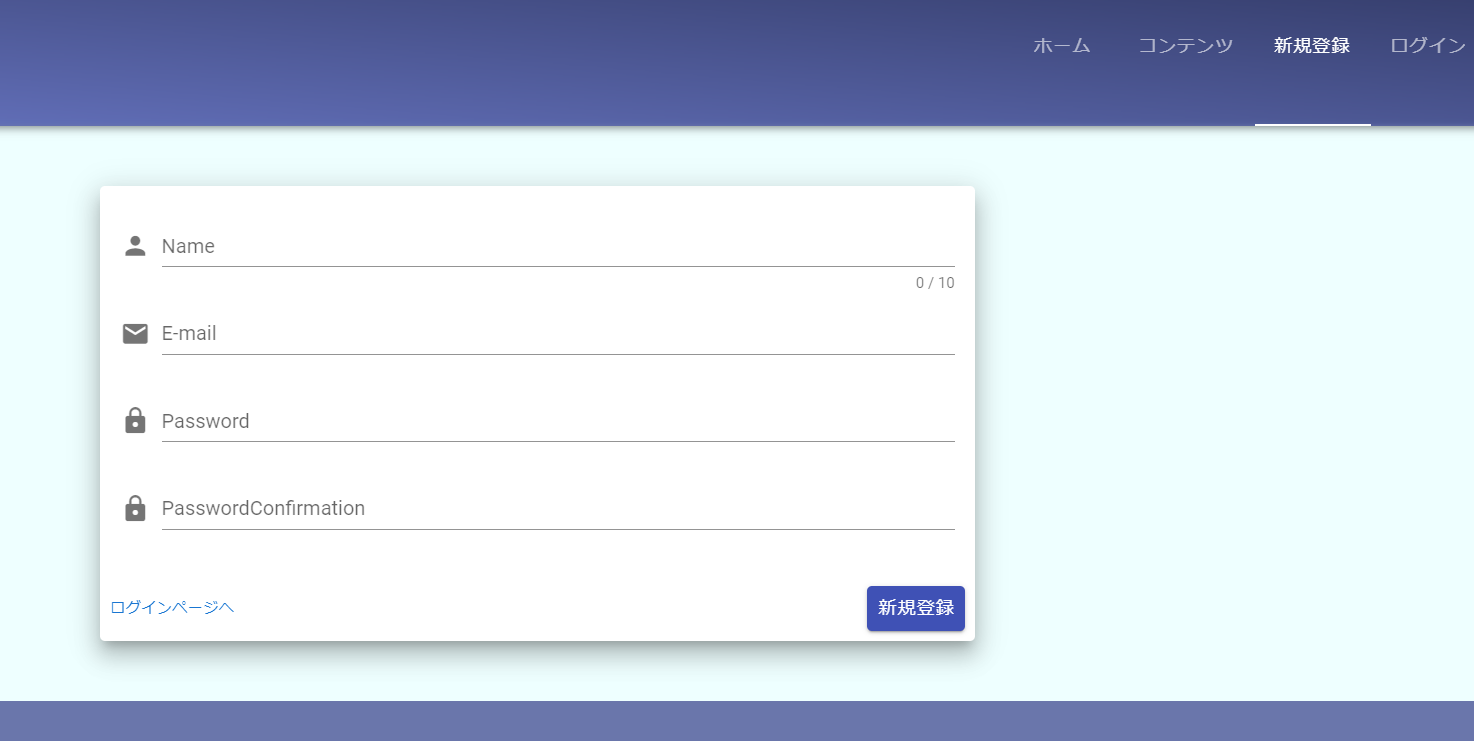 ホーム コンテンツ 新規登録 ログイン
Name
0 / 10
E-mail
Password
PasswordConfirmation
ログインページへ 新規登録